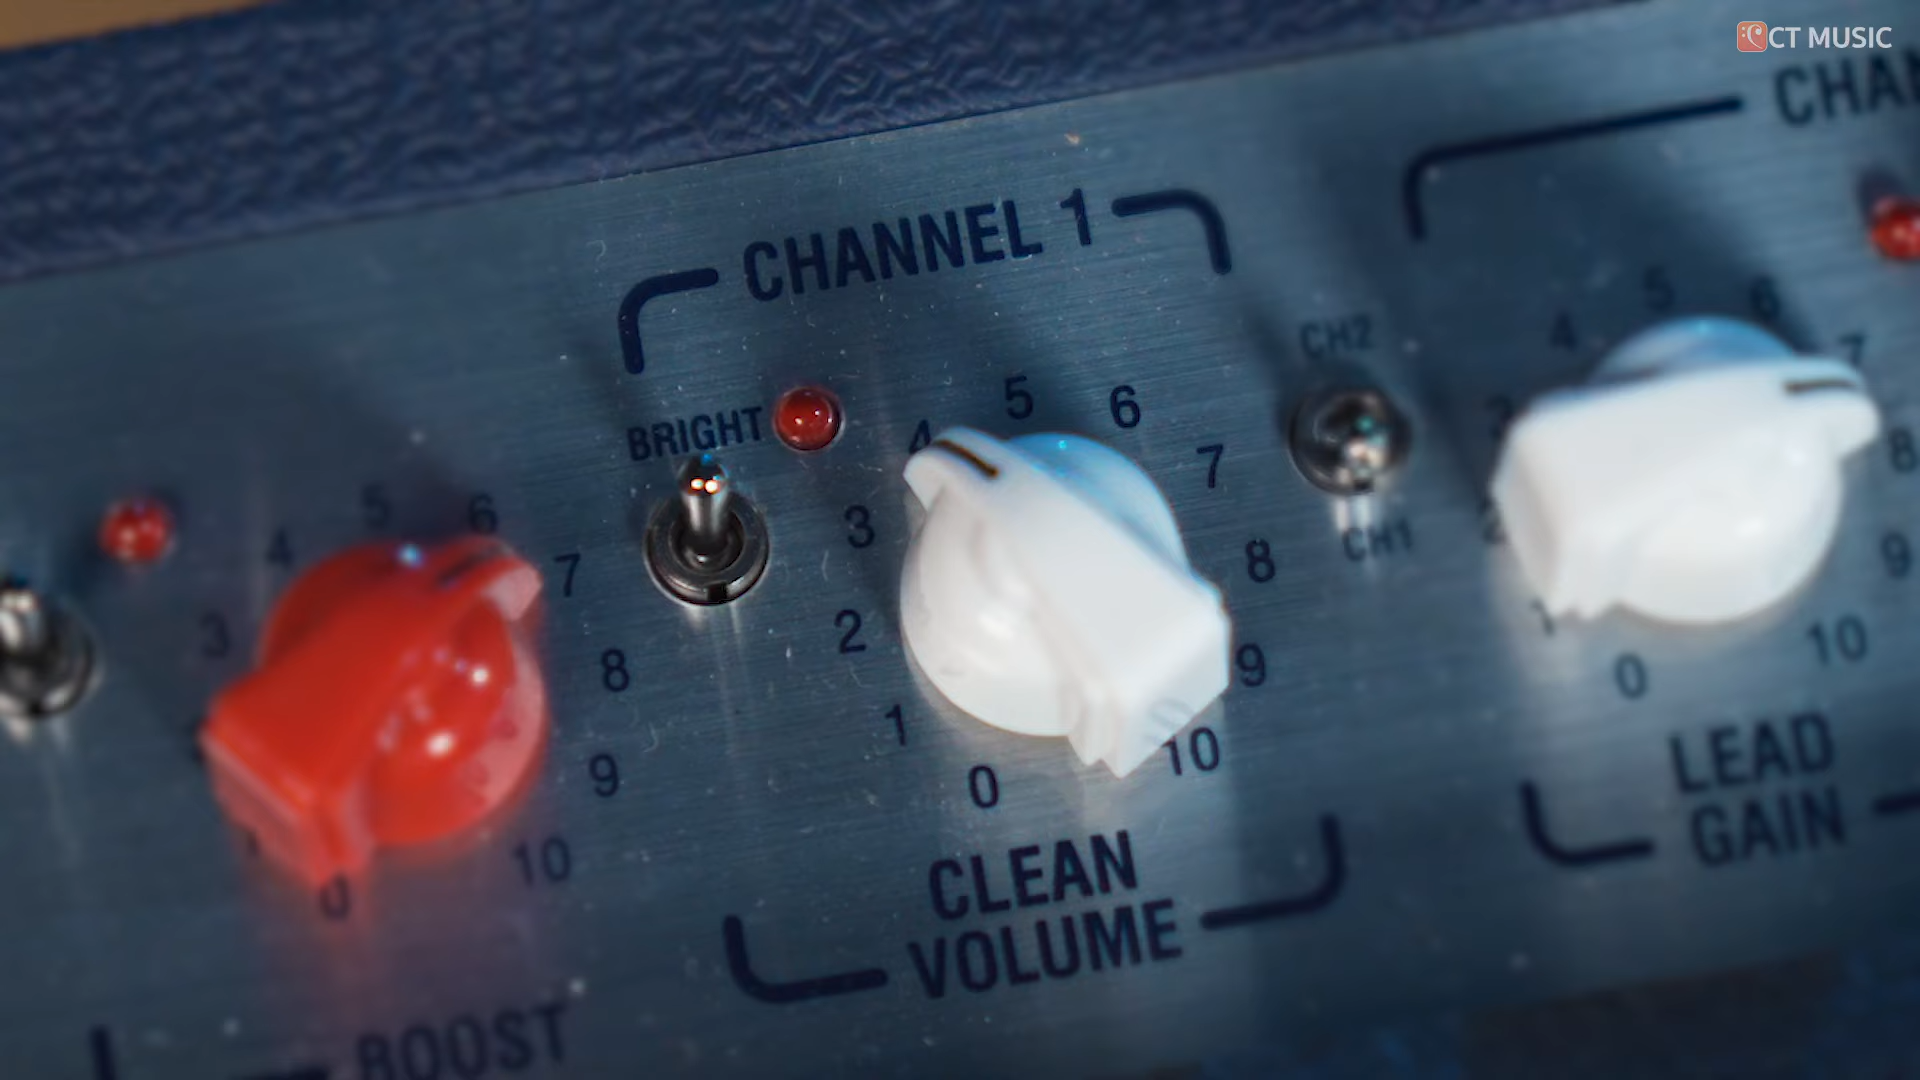 CT MUSIC
CHAN
CHANNEL 1
BRIGHT
4 5 6 7 8 9 10 0 1 2 3
CLEAN
VOLUME
CH2
CH1
3 4 5 6 7 8 9 10 0
BOOST
4 5 6 7 8 9 10 0 1
LEAD
GAIN